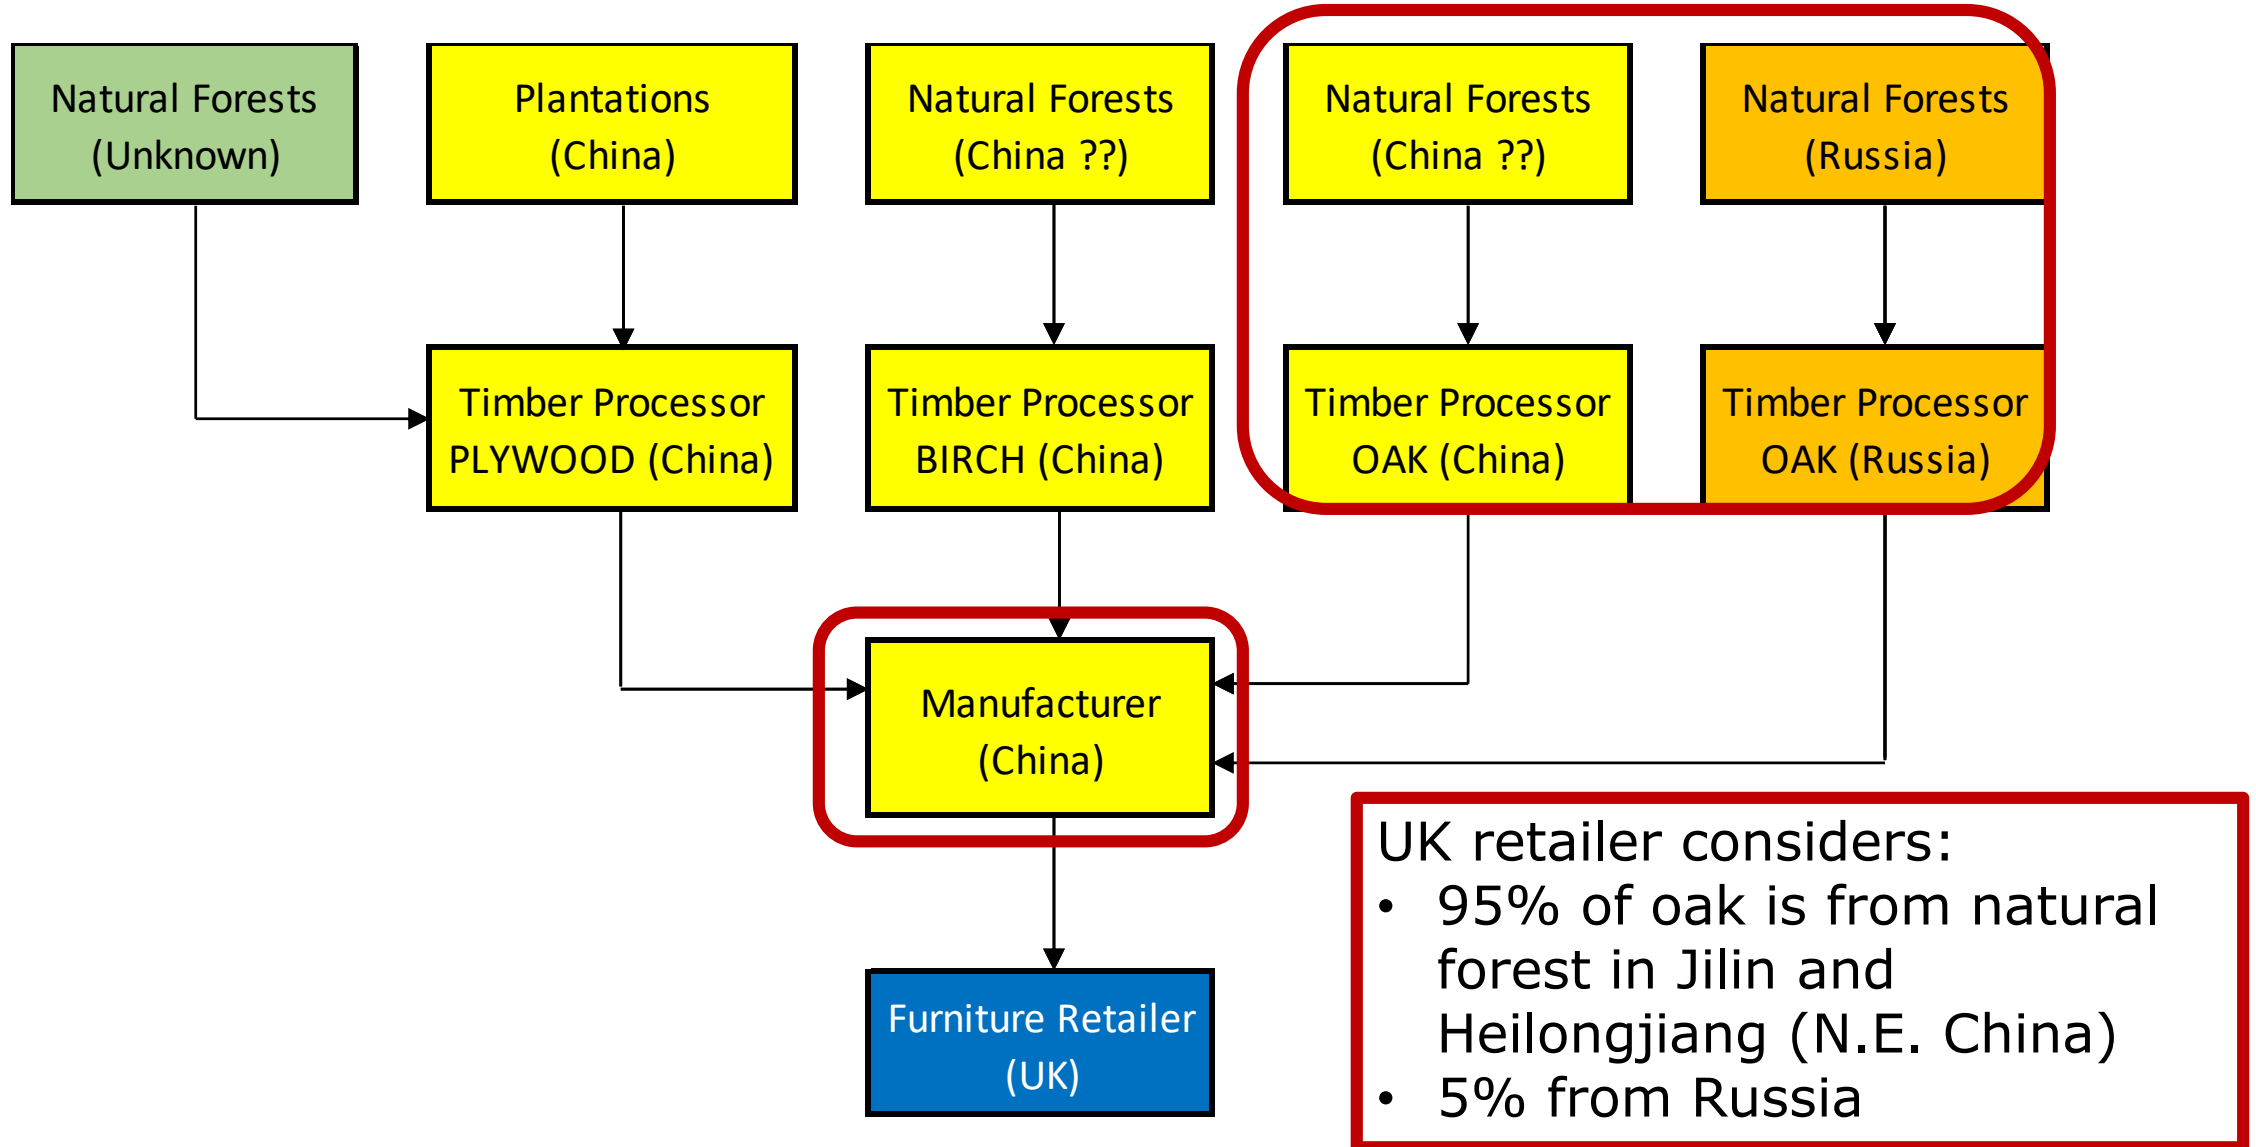 Natural Forests
(Unknown)
Plantations
(China)
Natural Forests
(China ??)
Natural Forests
(China ??)
Natural Forests
(Russia)
Timber Processor
PLYWOOD (China)
Timber Processor
BIRCH (China)
Timber Processor
OAK (China)
Timber Processor
OAK (Russia)
Manufacturer
(China)
Furniture Retailer
(UK)
UK retailer considers:
• 95% of oak is from natural
forest in Jilin and
Heilongjiang (N.E. China)
• 5% from Russia